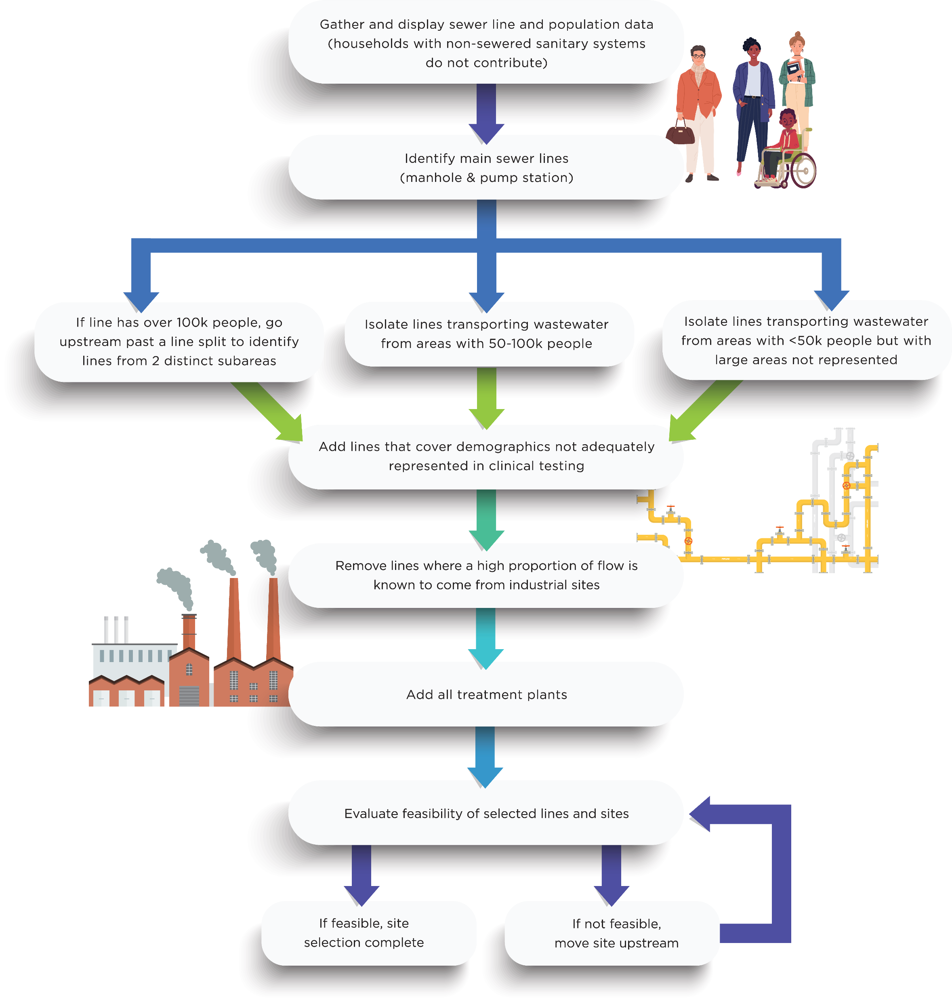 Gather and display sewer line and population data
(households with non-sewered sanitary systems
do not contribute)
Identify main sewer lines
(manhole & pump station)
If line has over 100k people, go
upstream past a line split to identify
lines from 2 distinct subareas
Isolate lines transporting wastewater
from areas with 50-100k people
Isolate lines transporting wastewater
from areas with <50k people but with
large areas not represented
Add lines that cover demographics not adequately
represented in clinical testing
Remove lines where a high proportion of flow is
known to come from industrial sites
Add all treatment plants
Evaluate feasibility of selected lines and sites
If feasible, site
selection complete
If not feasible,
move site upstream